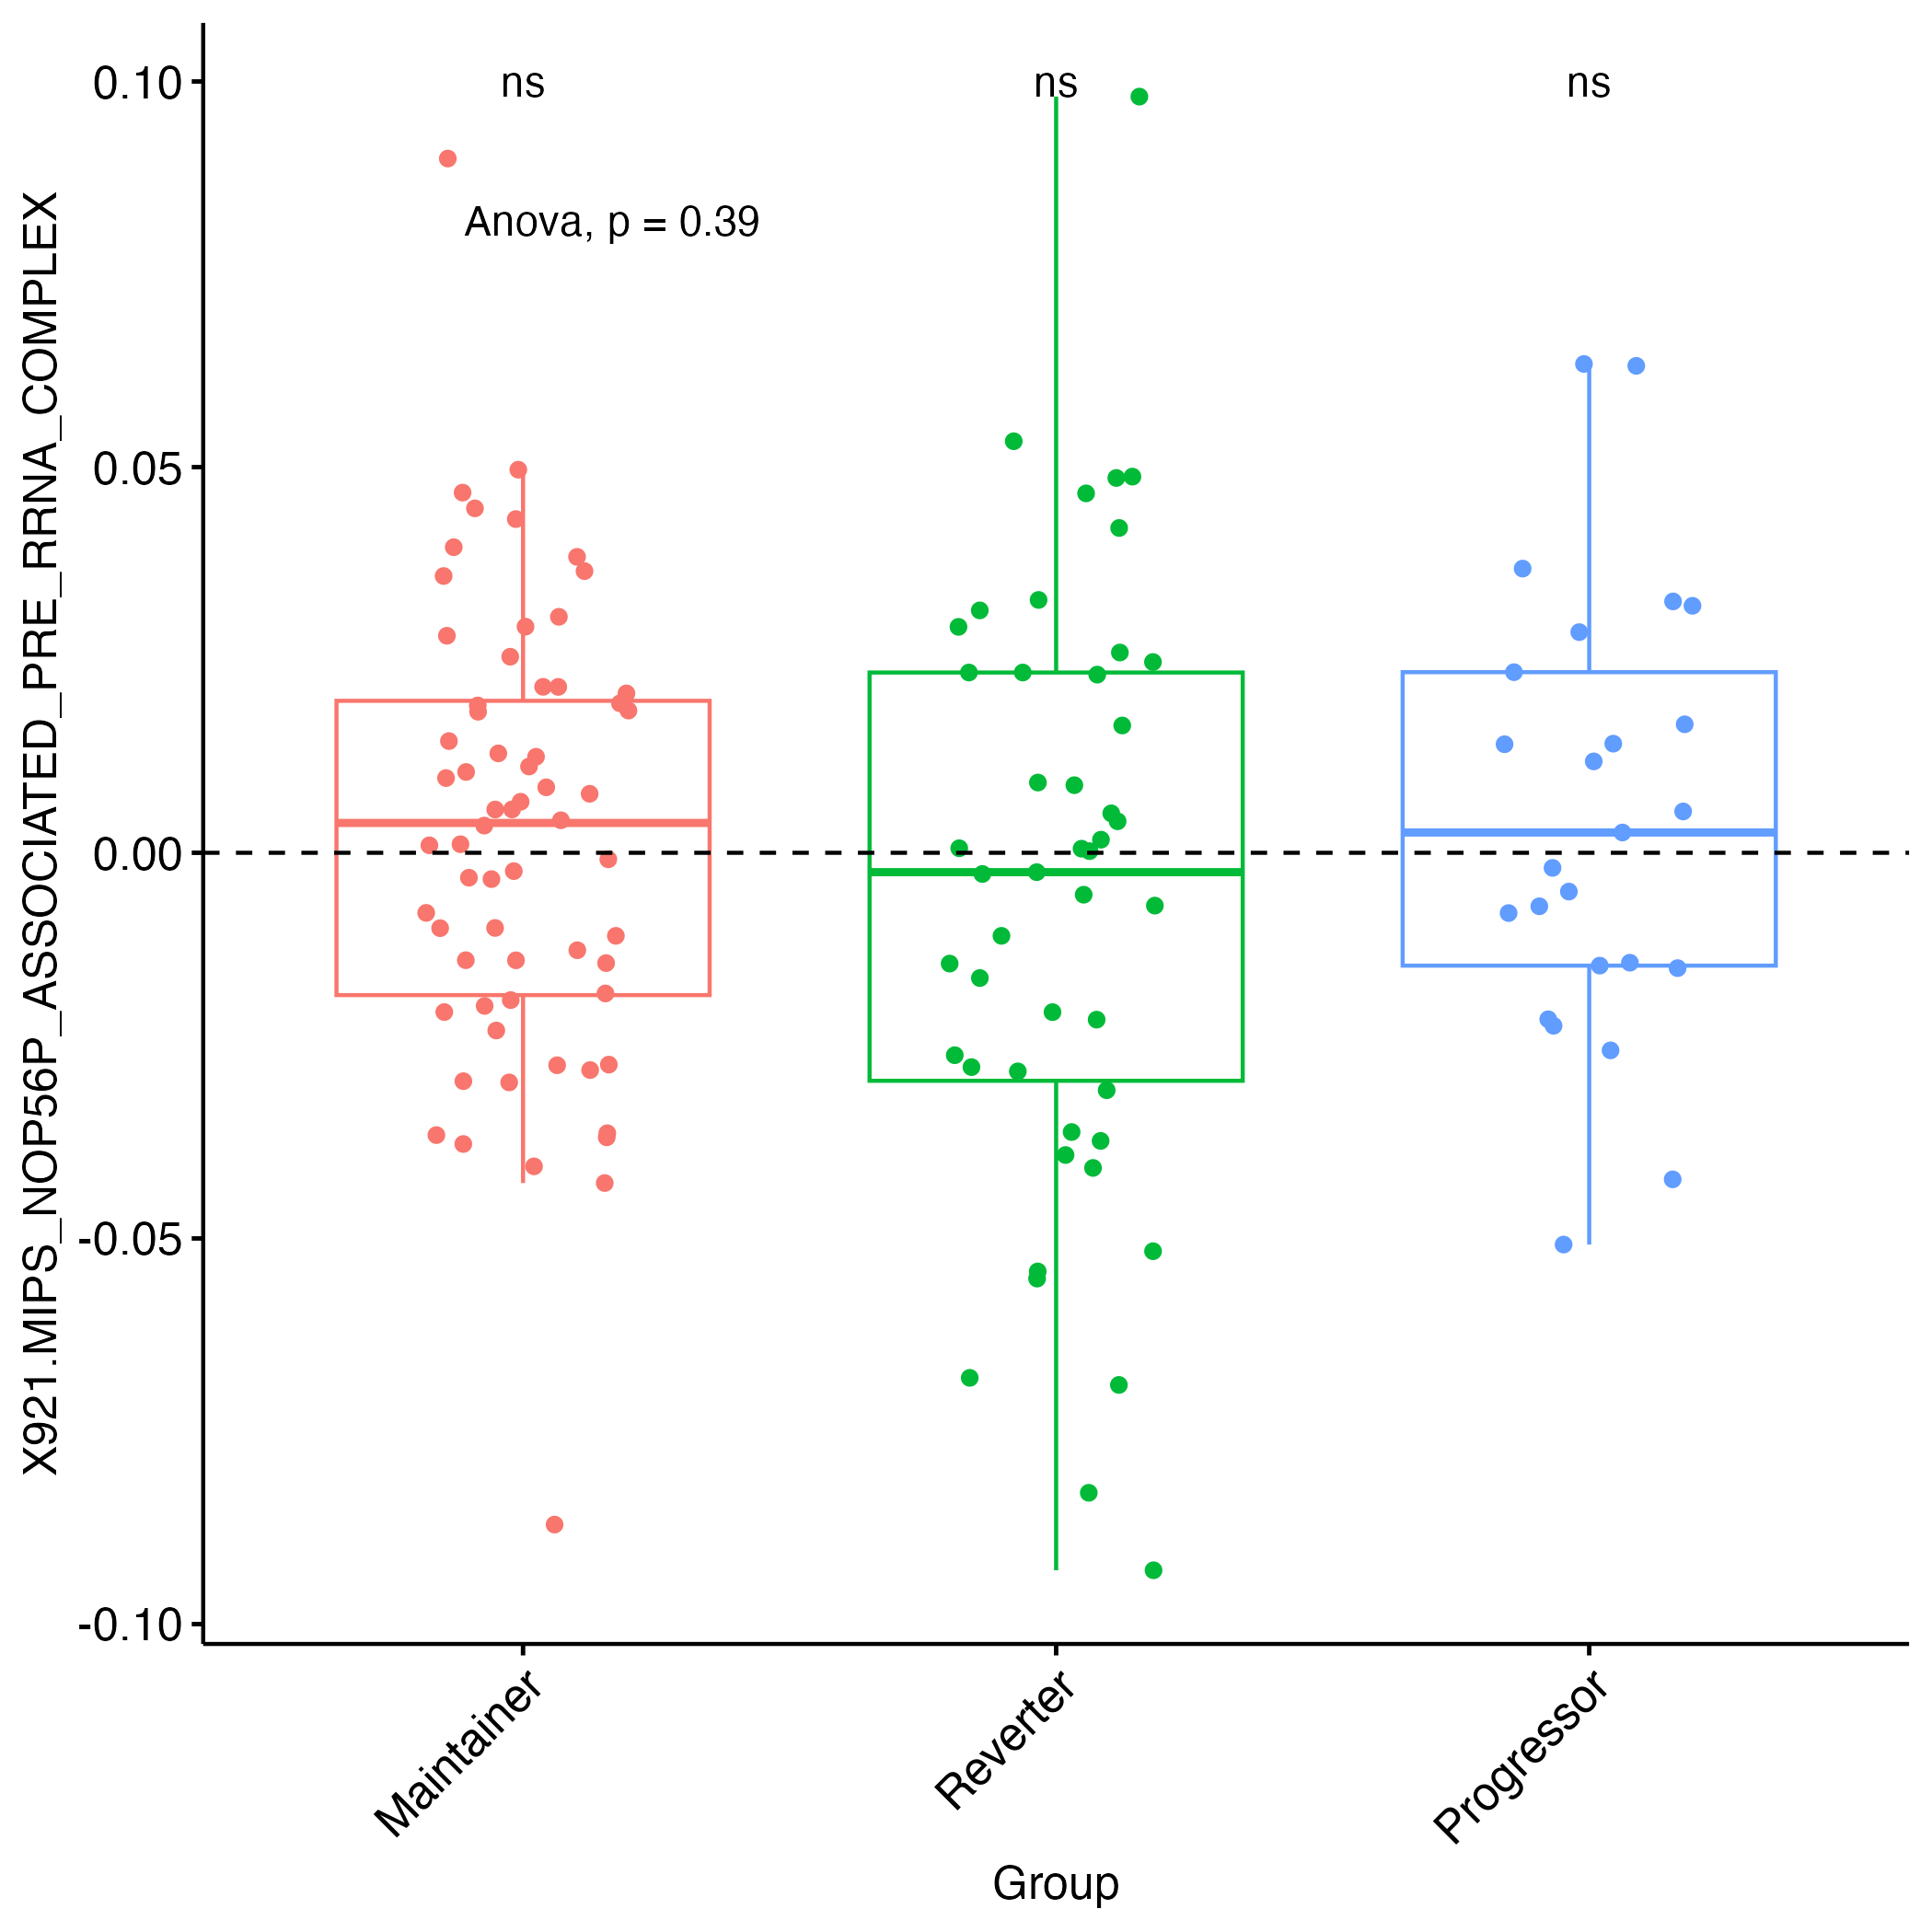 X921.MIPS_NOP56P_ASSOCIATED_PRE_RRNA_COMPLEX
0.10
0.05
0.00
-0.05
-0.10
ns
ns
ns
Anova, p = 0.39
Maintainer
Reverter
Progressor
Group